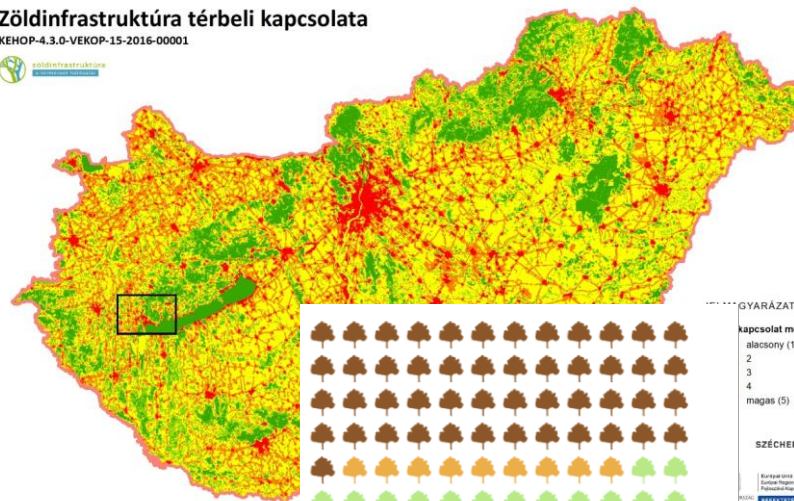 Zöldinfrastruktúra térbeli kapcsolata
KEHOP-4.3.0-VEKOP-15-2016-00001
zöldinfrastruktúra
GYARÁZAT
kapcsolat
alacsony (1
2
3
4
magas (5)
SZÉCHE